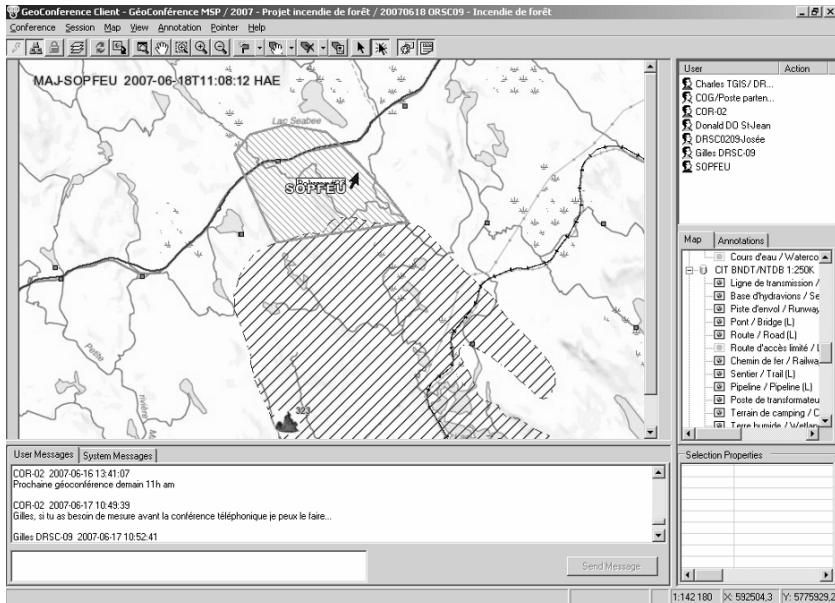 GeoConference Client - GéoConférence MSP / 2007 - Projet incendie de forêt / 20070618 ORSC09 - Incendie de forêt
Conference Session Map View Annotation Pointer Help
MAJ-SOPFEU 2007-06-18T11:08:12 HAE
Lac Seabee
SOPFEU
Petite
rivière
323
User Action
Charles TGIS / DR...
COG/Poste parten...
COR-02
Donald DO St-Jean
DRSC0209-Josée
Gilles DRSC-09
SOPFEU
Map Annotations
Cours d'eau / Waterco
CIT BNDT/NTDB 1:250K
Ligne de transmission /
Base d'hydravions / Se
Piste d'envol / Runway
Pont / Bridge (L)
Route / Road (L)
Route d'accès limité / L
Chemin de fer / Railwa
Sentier / Trail (L)
Pipeline / Pipeline (L)
Poste de transformateu
Terrain de camping / C
Terre humide / Wetlan
User Messages System Messages
COR-02 2007-06-16 13:41:07
Prochaine géoconférence demain 11h am
COR-02 2007-06-17 10:49:39
Gilles, si tu as besoin de mesure avant la conférence téléphonique je peux le faire...
Gilles DRSC-09 2007-06-17 10:52:41
Send Message
Selection Properties
1:142 180 X: 592504,3 Y: 5775929,2